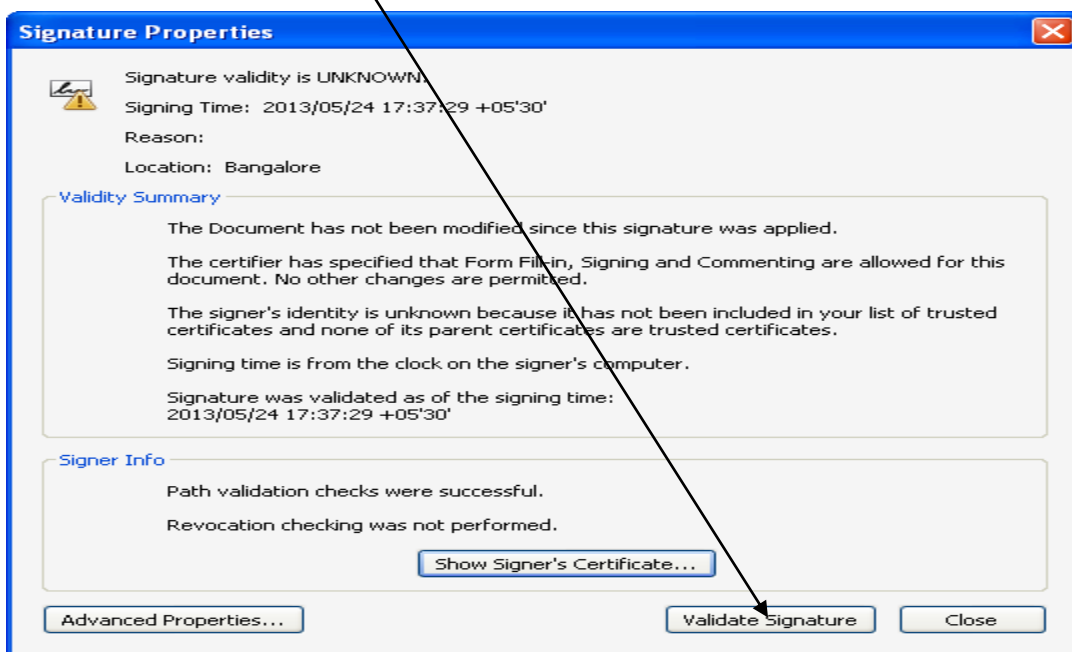 Signature Properties
Signature validity is UNKNOWN.
Signing Time: 2013/05/24 17:37:29 +05'30'
Reason:
Location: Bangalore
Validity Summary
The Document has not been modified since this signature was applied.
The certifier has specified that Form Fill-in, Signing and Commenting are allowed for this
document. No other changes are permitted.
The signer's identity is unknown because it has not been included in your list of trusted
certificates and none of its parent certificates are trusted certificates.
Signing time is from the clock on the signer's computer.
Signature was validated as of the signing time:
2013/05/24 17:37:29 +05'30'
Signer Info
Path validation checks were successful.
Revocation checking was not performed.
Show Signer's Certificate...
Advanced Properties... Validate Signature Close